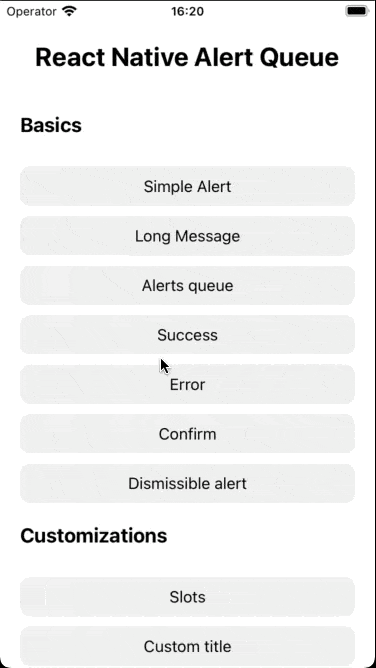 Operator 16:20
React Native Alert Queue
Basics
Simple Alert
Long Message
Alerts queue
Success
Error
Confirm
Dismissible alert
Customizations
Slots
Custom title